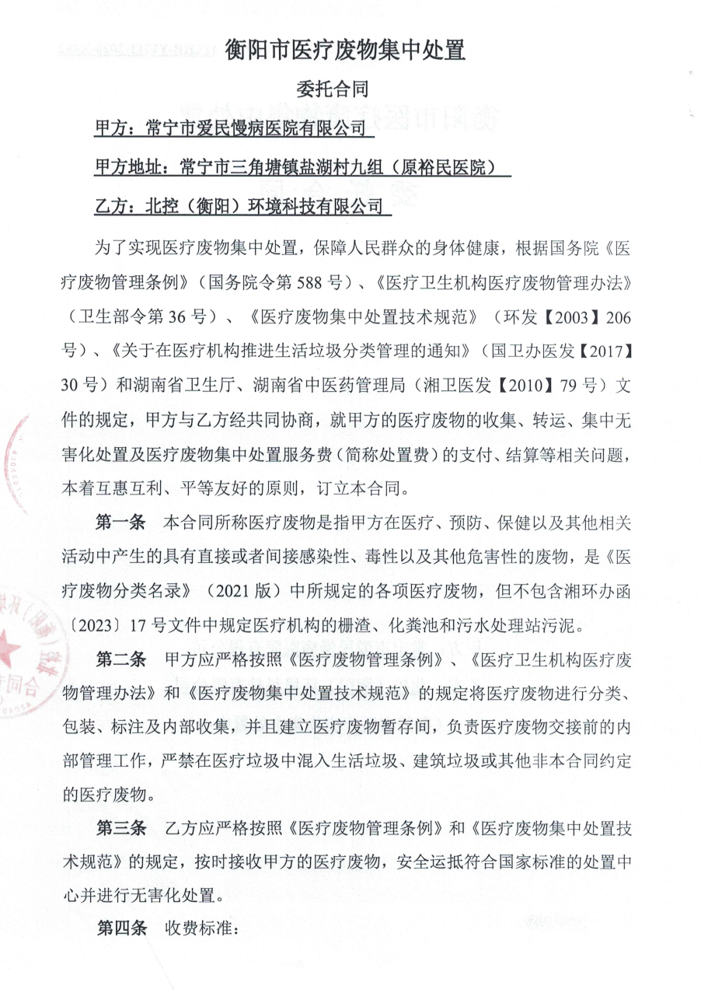 衡阳市医疗废物集中处置
委托合同
甲方：常宁市爱民慢病医院有限公司
甲方地址：常宁市三角塘镇盐湖村九组（原裕民医院）
乙方：北控（衡阳）环境科技有限公司
为了实现医疗废物集中处置，保障人民群众的身体健康，根据国务院《医
疗废物管理条例》（国务院令第 588 号）、《医疗卫生机构医疗废物管理办法》
（卫生部令第 36 号）、《医疗废物集中处置技术规范》（环发【2003】206
号）、《关于在医疗机构推进生活垃圾分类管理的通知》（国卫办医发【2017】
30 号）和湖南省卫生厅、湖南省中医药管理局（湘卫医发【2010】79 号）文
件的规定，甲方与乙方经共同协商，就甲方的医疗废物的收集、转运、集中无
害化处置及医疗废物集中处置服务费（简称处置费）的支付、结算等相关问题，
本着互惠互利、平等友好的原则，订立本合同。
第一条 本合同所称医疗废物是指甲方在医疗、预防、保健以及其他相关
活动中产生的具有直接或者间接感染性、毒性以及其他危害性的废物，是《医
疗废物分类名录》（2021 版）中所规定的各项医疗废物，但不包含湘环办函
〔2023〕17 号文件中规定医疗机构的栅渣、化粪池和污水处理站污泥。
第二条 甲方应严格按照《医疗废物管理条例》、《医疗卫生机构医疗废
物管理办法》和《医疗废物集中处置技术规范》的规定将医疗废物进行分类、
包装、标注及内部收集，并且建立医疗废物暂存间，负责医疗废物交接前的内
部管理工作，严禁在医疗垃圾中混入生活垃圾、建筑垃圾或其他非本合同约定
的医疗废物。
第三条 乙方应严格按照《医疗废物管理条例》和《医疗废物集中处置技
术规范》的规定，按时接收甲方的医疗废物，安全运抵符合国家标准的处置中
心并进行无害化处置。
第四条 收费标准：